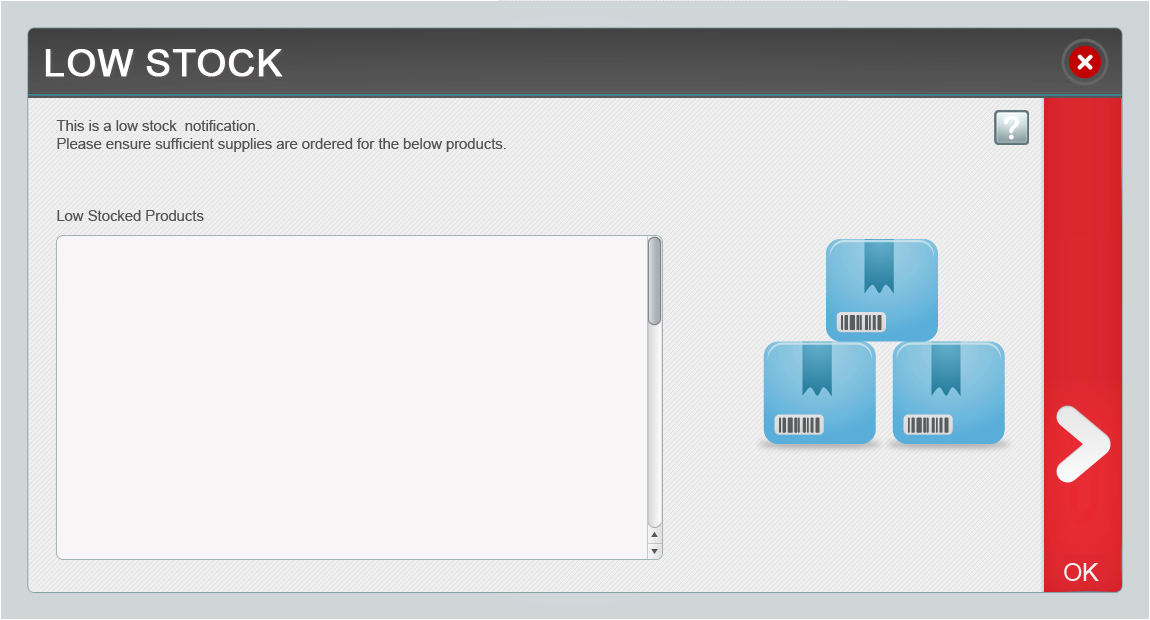 LOW STOCK
This is a low stock  notification.
Please ensure sufficient supplies are ordered for the below products.
?
Low Stocked Products
OK